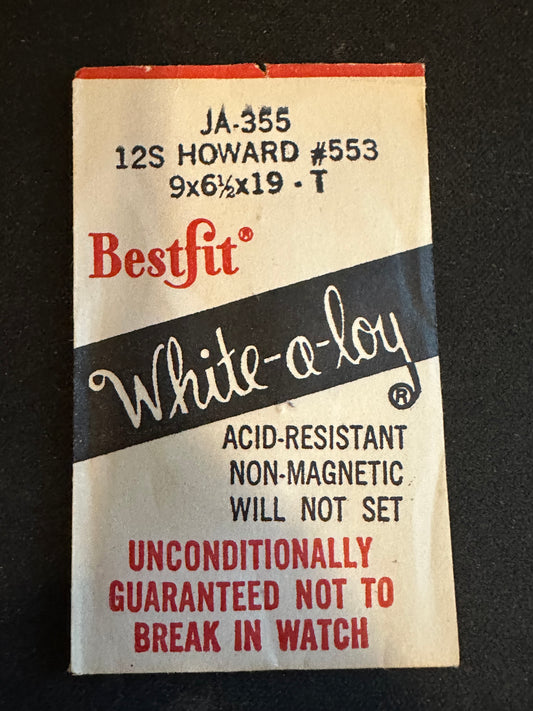 JA-355
12S HOWARD #553
9x6½x19 - T
Bestfit®
White-a-loy®
ACID-RESISTANT
NON-MAGNETIC
WILL NOT SET
UNCONDITIONALLY
GUARANTEED NOT TO
BREAK IN WATCH